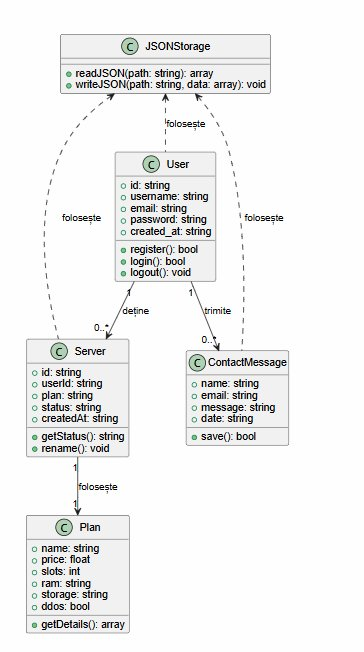 C JSONStorage
readJSON(path: string): array
writeJSON(path: string, data: array): void
folosește
C User
id: string
username: string
email: string
password: string
created_at: string
register(): bool
login(): bool
logout(): void
folosește
folosește
1
1
deține
trimite
0..*
0..*
C Server
id: string
userId: string
plan: string
status: string
createdAt: string
getStatus(): string
rename(): void
C ContactMessage
name: string
email: string
message: string
date: string
save(): bool
1
folosește
1
C Plan
name: string
price: float
slots: int
ram: string
storage: string
ddos: bool
getDetails(): array